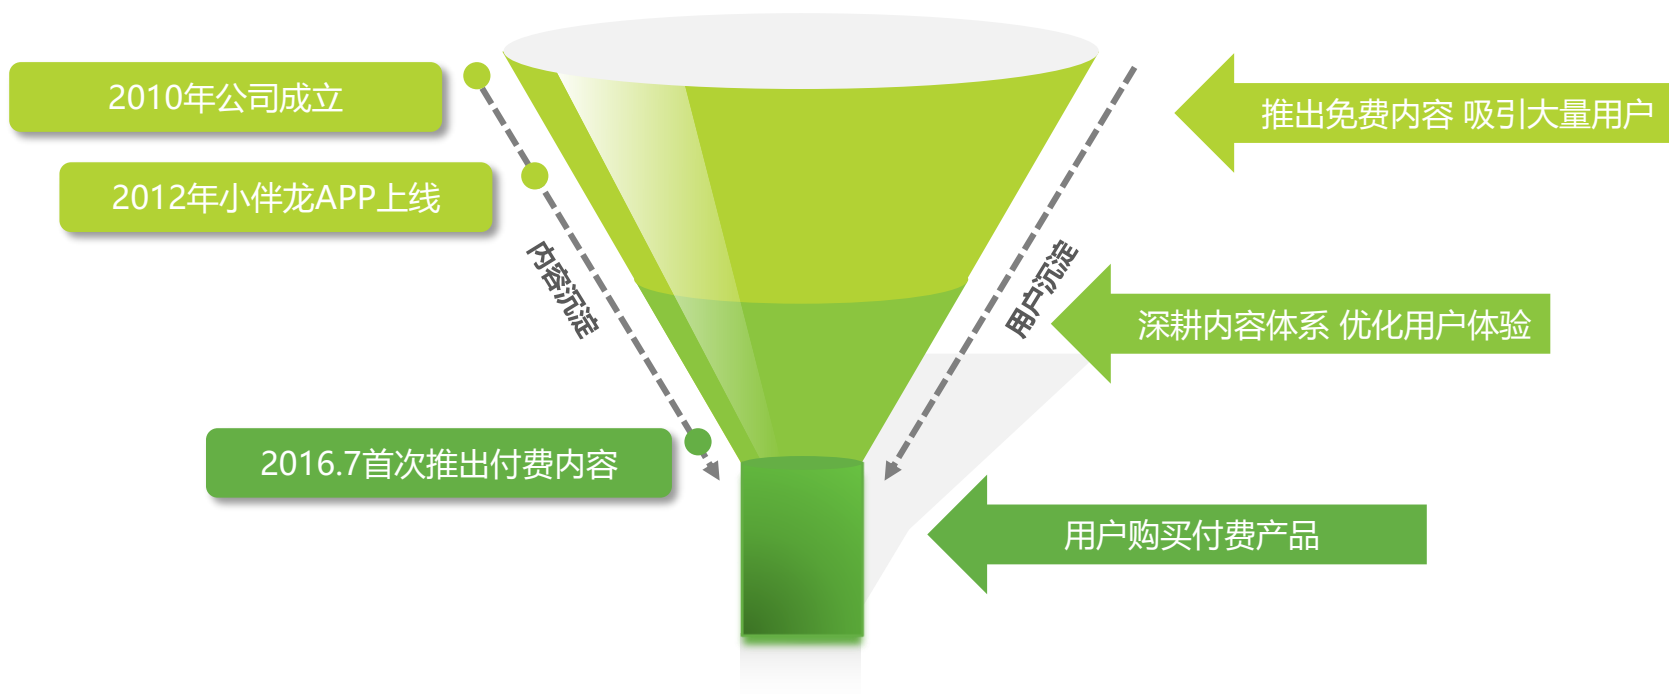 2010年公司成立
推出免费内容 吸引大量用户
2012年小伴龙APP上线
内容沉淀
用户沉淀
深耕内容体系 优化用户体验
2016.7首次推出付费内容
用户购买付费产品